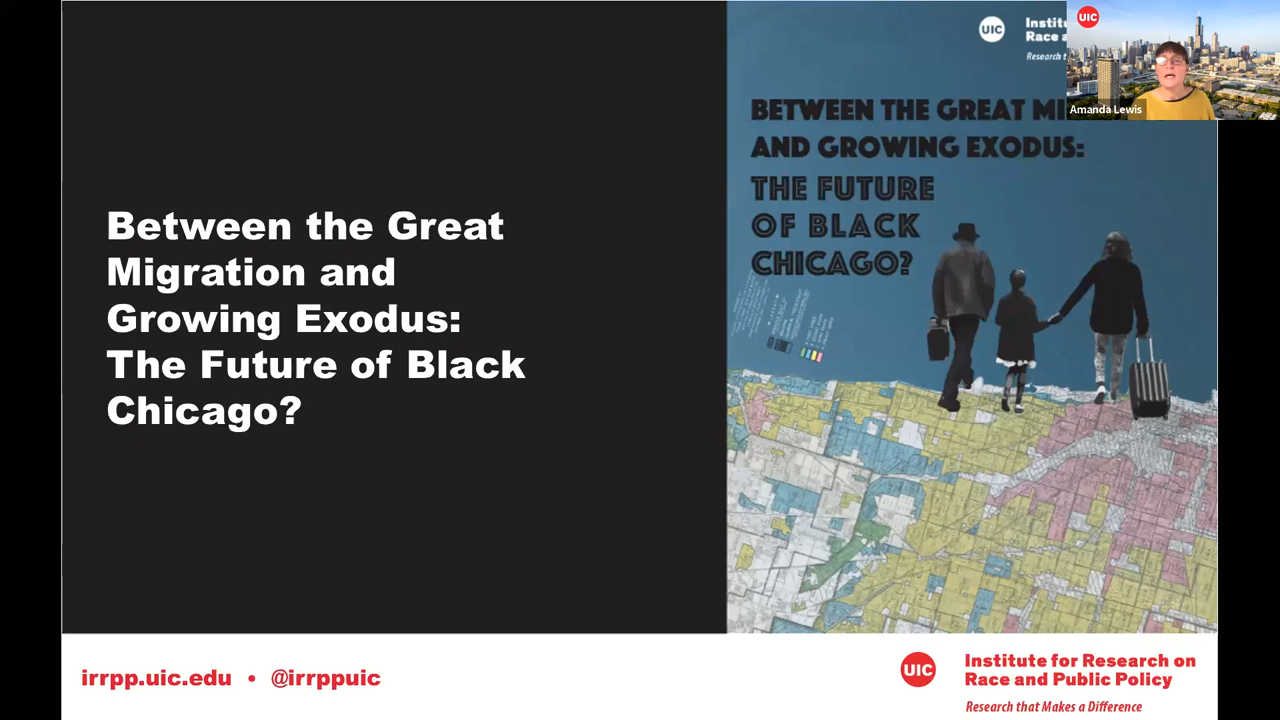 Between the Great
Migration and
Growing Exodus:
The Future of Black
Chicago?
UIC
Research
BETWEEN THE GREAT
AND GROWING EXODUS:
THE FUTURE
OF BLACK
CHICAGO?
UIC
Amanda Lewis
irrpp.uic.edu • @irrppuic
UIC
Institute for Research on
Race and Public Policy
Research that Makes a Difference